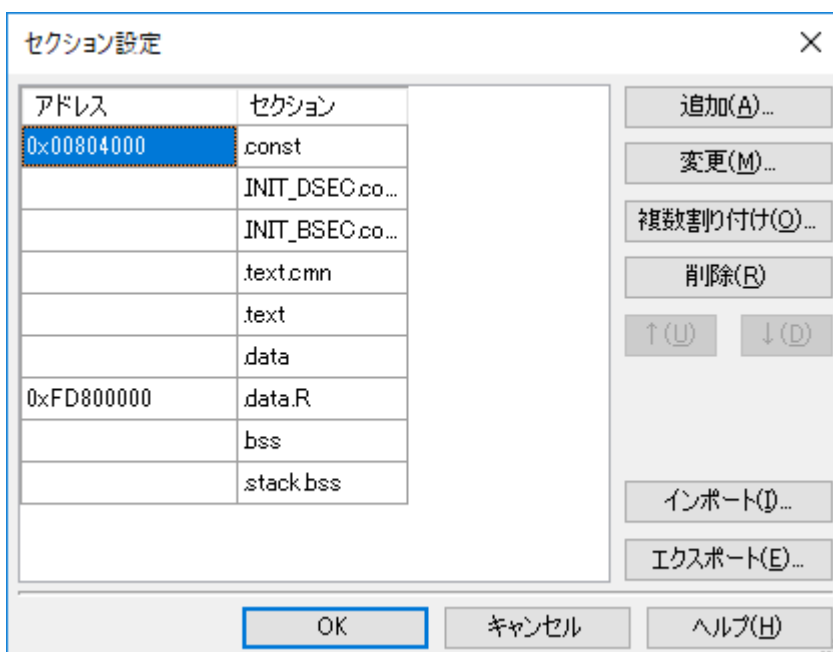 セクション設定
アドレス セクション
0x00804000 .const
.INIT_DSEC.co...
.INIT_BSEC.co...
.text.cmn
.text
.data
0xFD800000 .data.R
.bss
.stack.bss
追加(A)...
変更(M)...
複数割り付け(O)...
削除(R)
↑(U) ↓(D)
インポート(I)...
エクスポート(E)...
OK キャンセル ヘルプ(H)